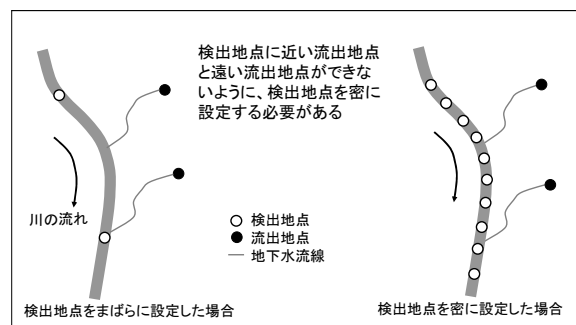 検出地点に近い流出地点
と遠い流出地点ができな
いように、検出地点を密に
設定する必要がある
川の流れ
検出地点
流出地点
地下水流線
検出地点をまばらに設定した場合
検出地点を密に設定した場合